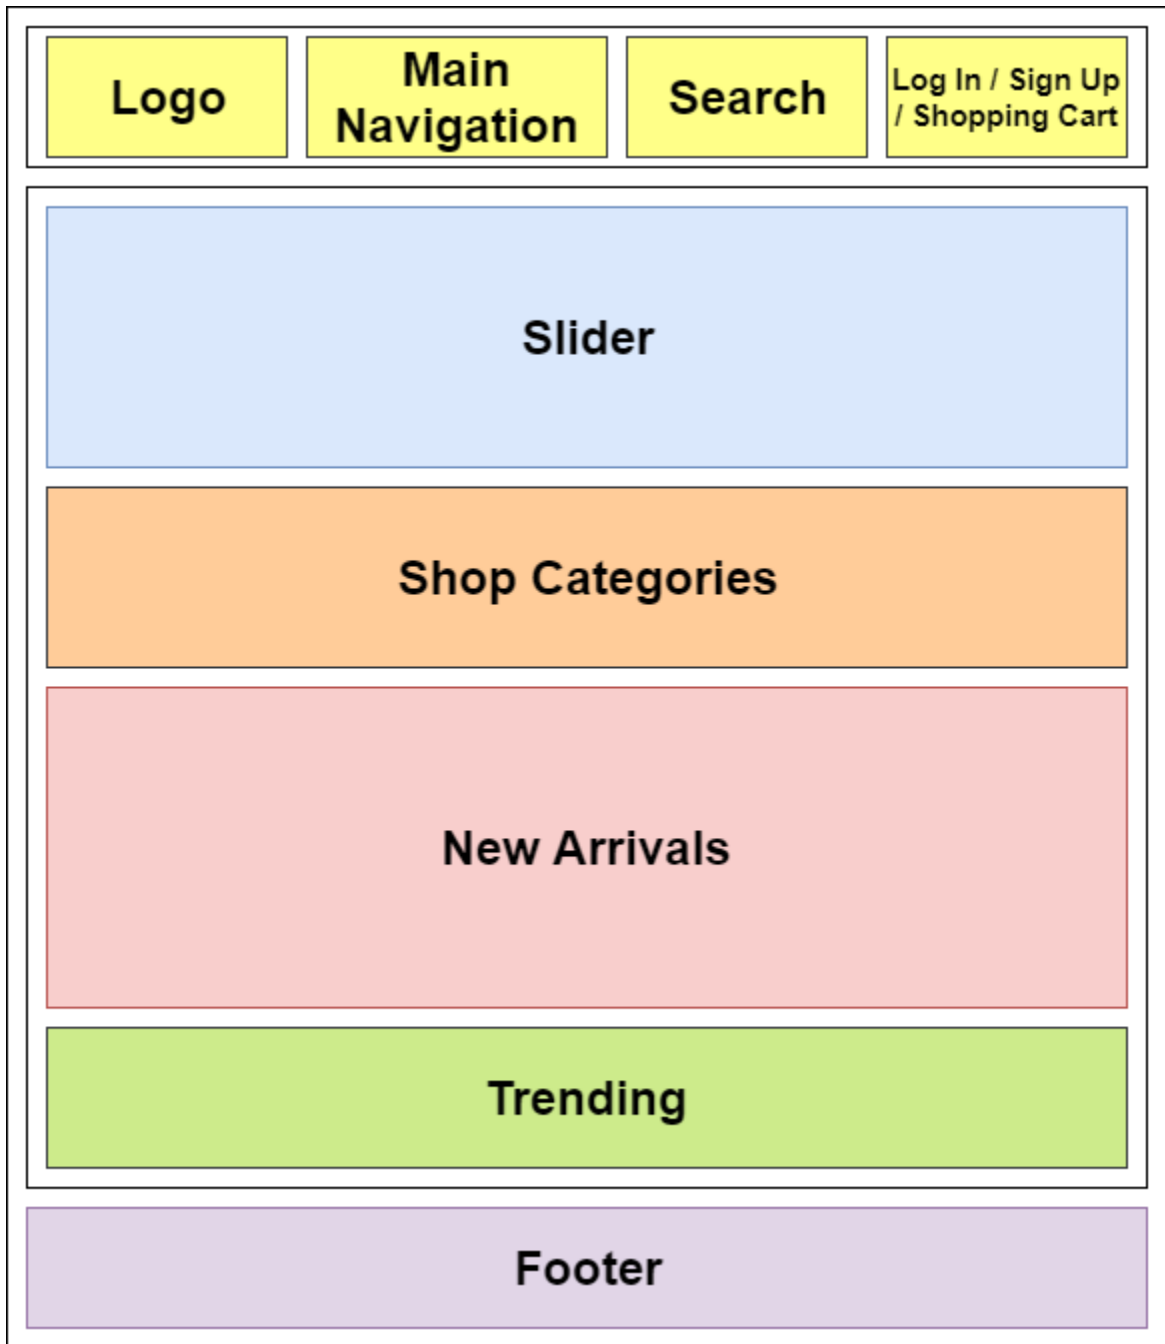 Logo
Main
Navigation
Search
Log In / Sign Up
/ Shopping Cart
Slider
Shop Categories
New Arrivals
Trending
Footer